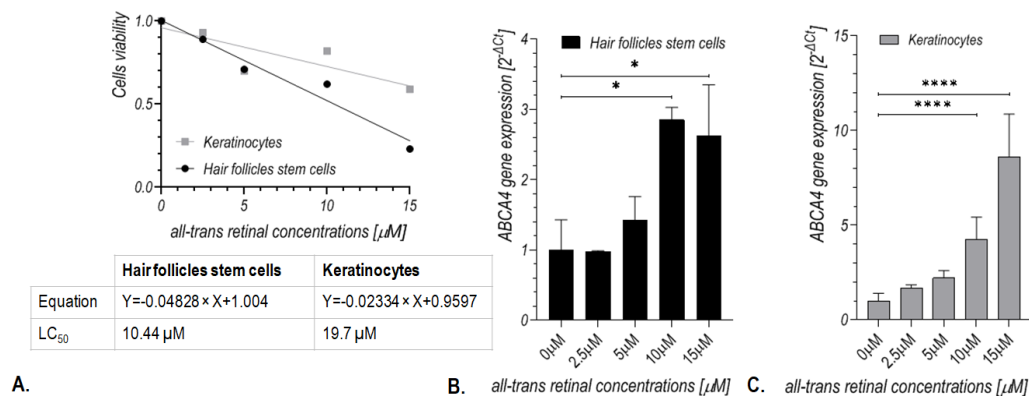 Cells viability
1.0
0.5
0.0
0
5
10
15
Keratinocytes
Hair follicles stem cells
all-trans retinal concentrations [µM]
Hair follicles stem cells Keratinocytes
Equation Y=-0.04828 × X+1.004 Y=-0.02334 × X+0.9597
LC50 10.44 µM 19.7 µM
A.
ABCA4 gene expression [2^-ΔCt]
4
3
2
1
0
Hair follicles stem cells
*
*
0µM
2.5µM
5µM
10µM
15µM
all-trans retinal concentrations [µM]
B.
ABCA4 gene expression [2^-ΔCt]
15
10
5
0
Keratinocytes
****
****
0µM
2.5µM
5µM
10µM
15µM
all-trans retinal concentrations [µM]
C.